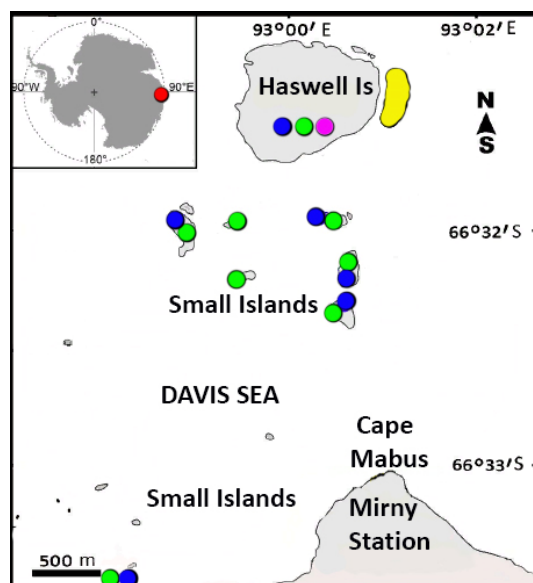 0°
90°W
90°E
180°
93°00′ E
93°02′ E
Haswell Is
N
S
66°32′S
Small Islands
DAVIS SEA
Cape
Mabus
66°33′S
Small Islands
Mirny
Station
500 m